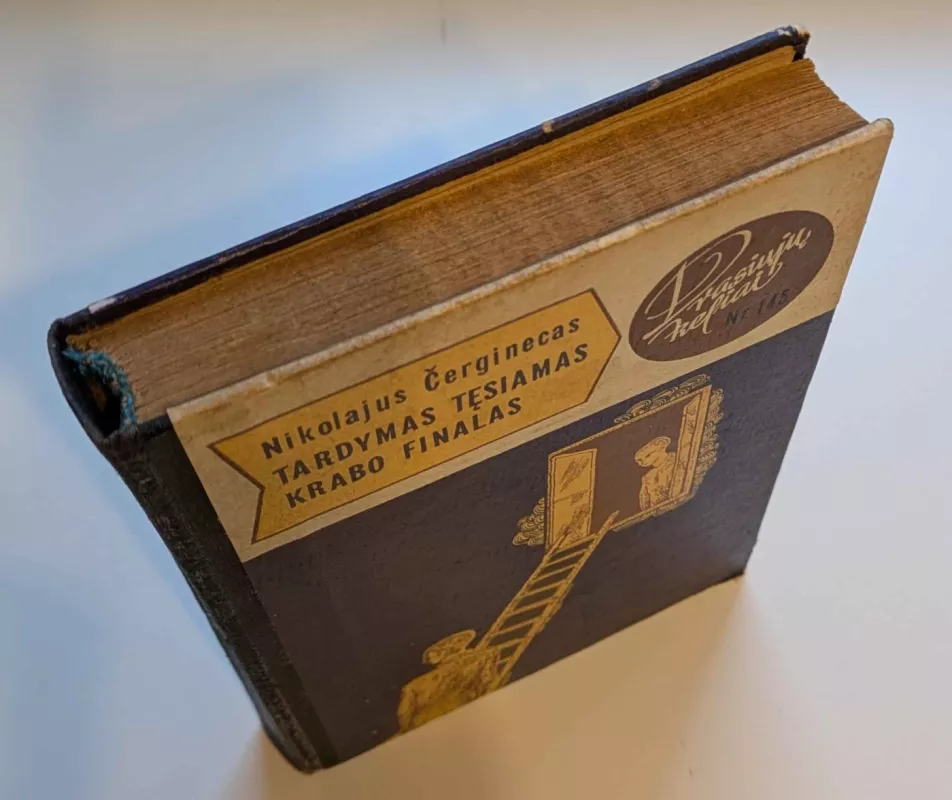 Nikolajus Čerginecas
TARDYMAS TĘSIAMAS
KRABO FINALAS
Drąsiųjų
keliai
Nr 145